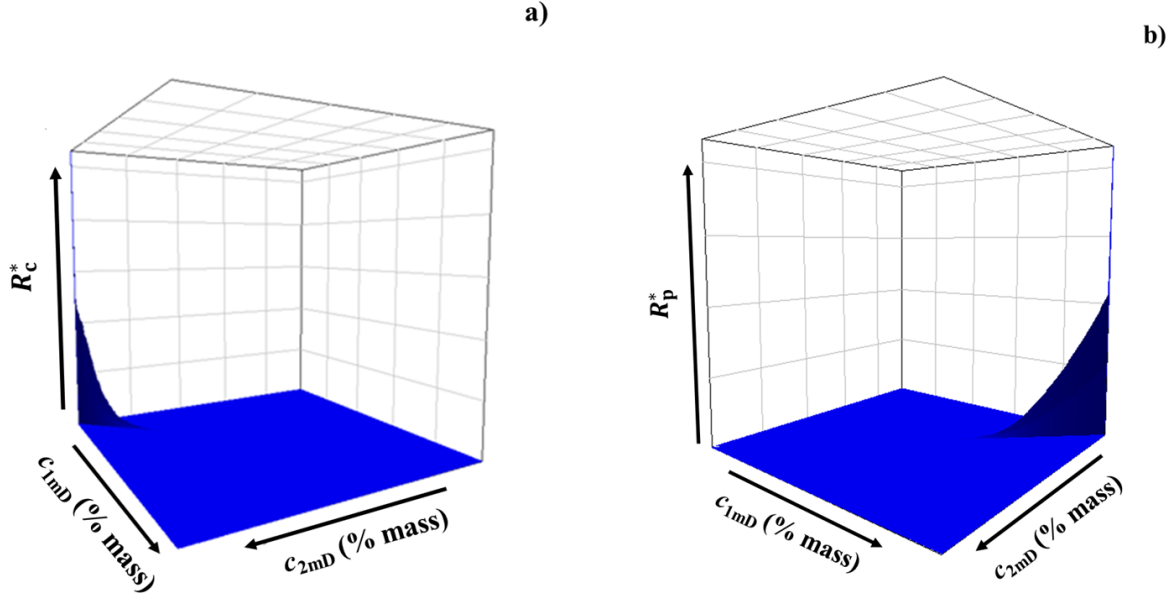 a)
b)
R*c
R*p
c1mD (% mass)
c2mD (% mass)
c1mD (% mass)
c2mD (% mass)